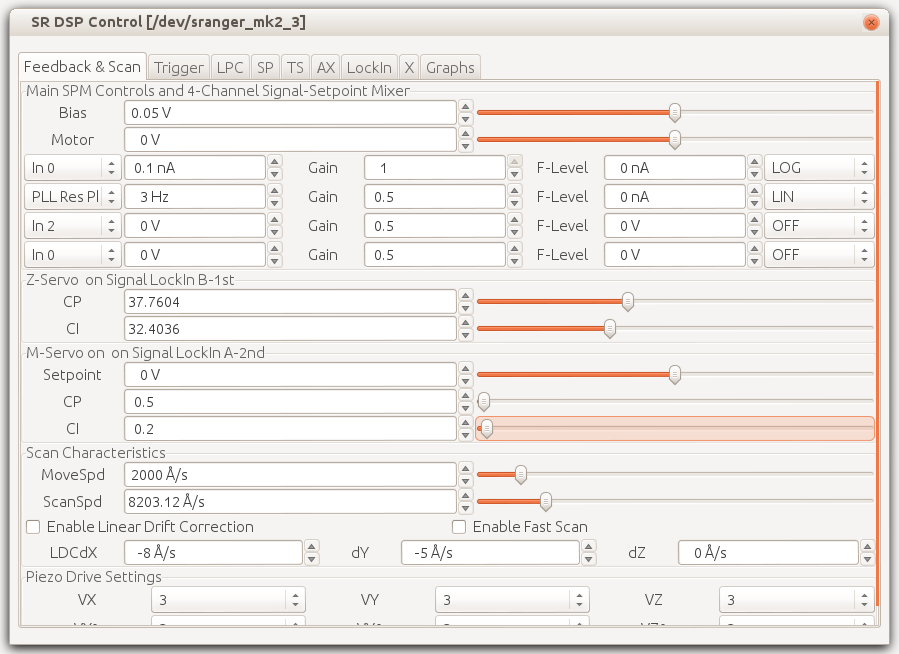 SR DSP Control [/dev/sranger_mk2_3]
Feedback & Scan Trigger LPC SP TS AX LockIn X Graphs
Main SPM Controls and 4-Channel Signal-Setpoint Mixer
Bias 0.05 V
Motor 0 V
In 0 0.1 nA Gain 1 F-Level 0 nA LOG
PLL Res Pl 3 Hz Gain 0.5 F-Level 0 nA LIN
In 2 0 V Gain 0.5 F-Level 0 V OFF
In 0 0 V Gain 0.5 F-Level 0 V OFF
Z-Servo on Signal LockIn B-1st
CP 37.7604
CI 32.4036
M-Servo on on Signal LockIn A-2nd
Setpoint 0 V
CP 0.5
CI 0.2
Scan Characteristics
MoveSpd 2000 Å/s
ScanSpd 8203.12 Å/s
Enable Linear Drift Correction Enable Fast Scan
LDCdX -8 Å/s dY -5 Å/s dZ 0 Å/s
Piezo Drive Settings
VX 3 VY 3 VZ 3